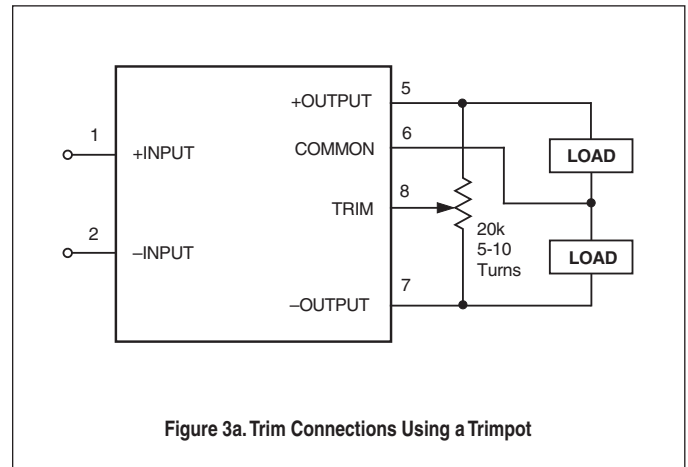 5
+OUTPUT
6
1
COMMON
LOAD
+INPUT
8
TRIM
20k
5-10
Turns
2
–INPUT
LOAD
7
–OUTPUT
Figure 3a. Trim Connections Using a Trimpot